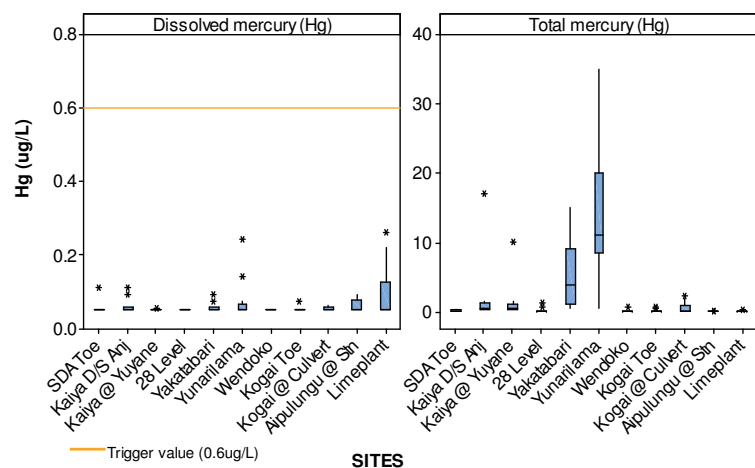 Dissolved mercury (Hg)
Total mercury (Hg)
Hg (ug/L)
0.8
0.6
0.4
0.2
0.0
40
30
20
10
0
SDA Toe
Kaiya D/S Anj
Kaiya @ Yuyane
28 Level
Yakatabari
Yunarilama
Wendoko
Kogai Toe
Kogai @ Culvert
Aipulungu @ Stn
Limeplant
SDA Toe
Kaiya D/S Anj
Kaiya @ Yuyane
28 Level
Yakatabari
Yunarilama
Wendoko
Kogai Toe
Kogai @ Culvert
Aipulungu @ Stn
Limeplant
Trigger value (0.6ug/L)
SITES